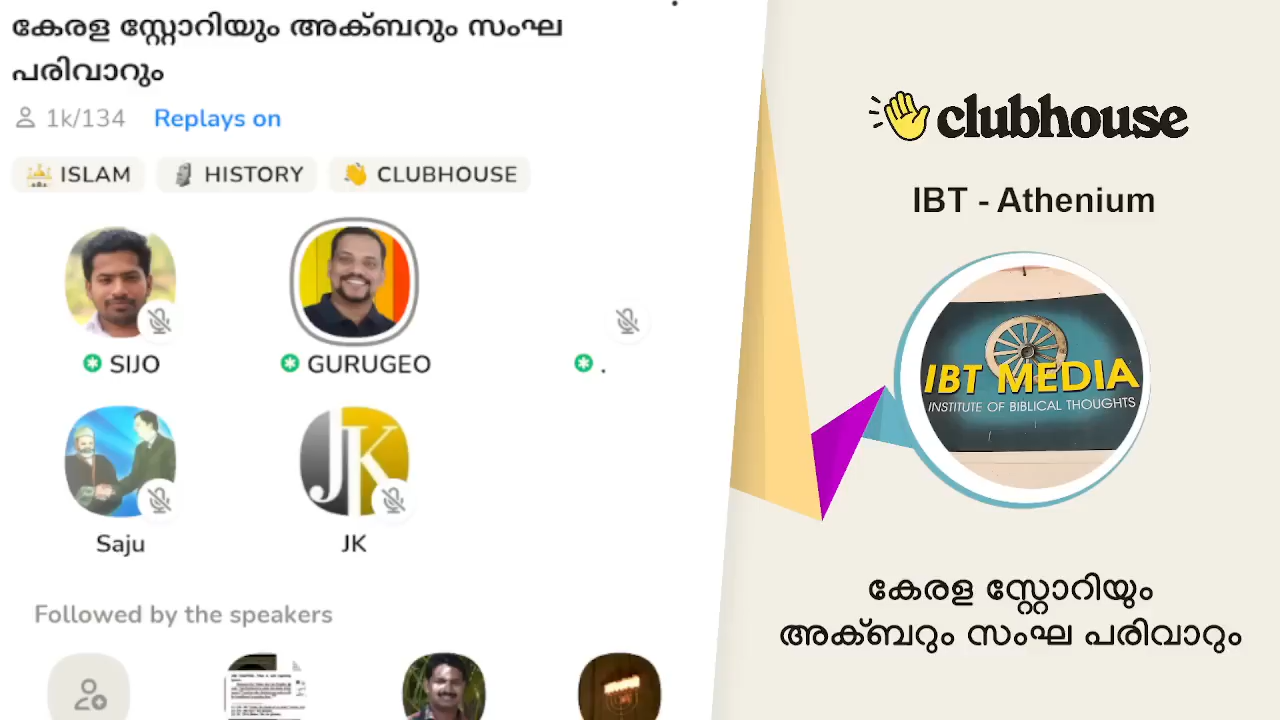 കേരള സ്റ്റോറിയും അക്ബറും സംഘ
പരിവാറും
1k/134 Replays on
ISLAM HISTORY CLUBHOUSE
SIJO GURUGEO .
JK
Saju JK
Followed by the speakers
clubhouse
IBT - Athenium
IBT MEDIA
INSTITUTE OF BIBLICAL THOUGHTS
കേരള സ്റ്റോറിയും
അക്ബറും സംഘ പരിവാറും